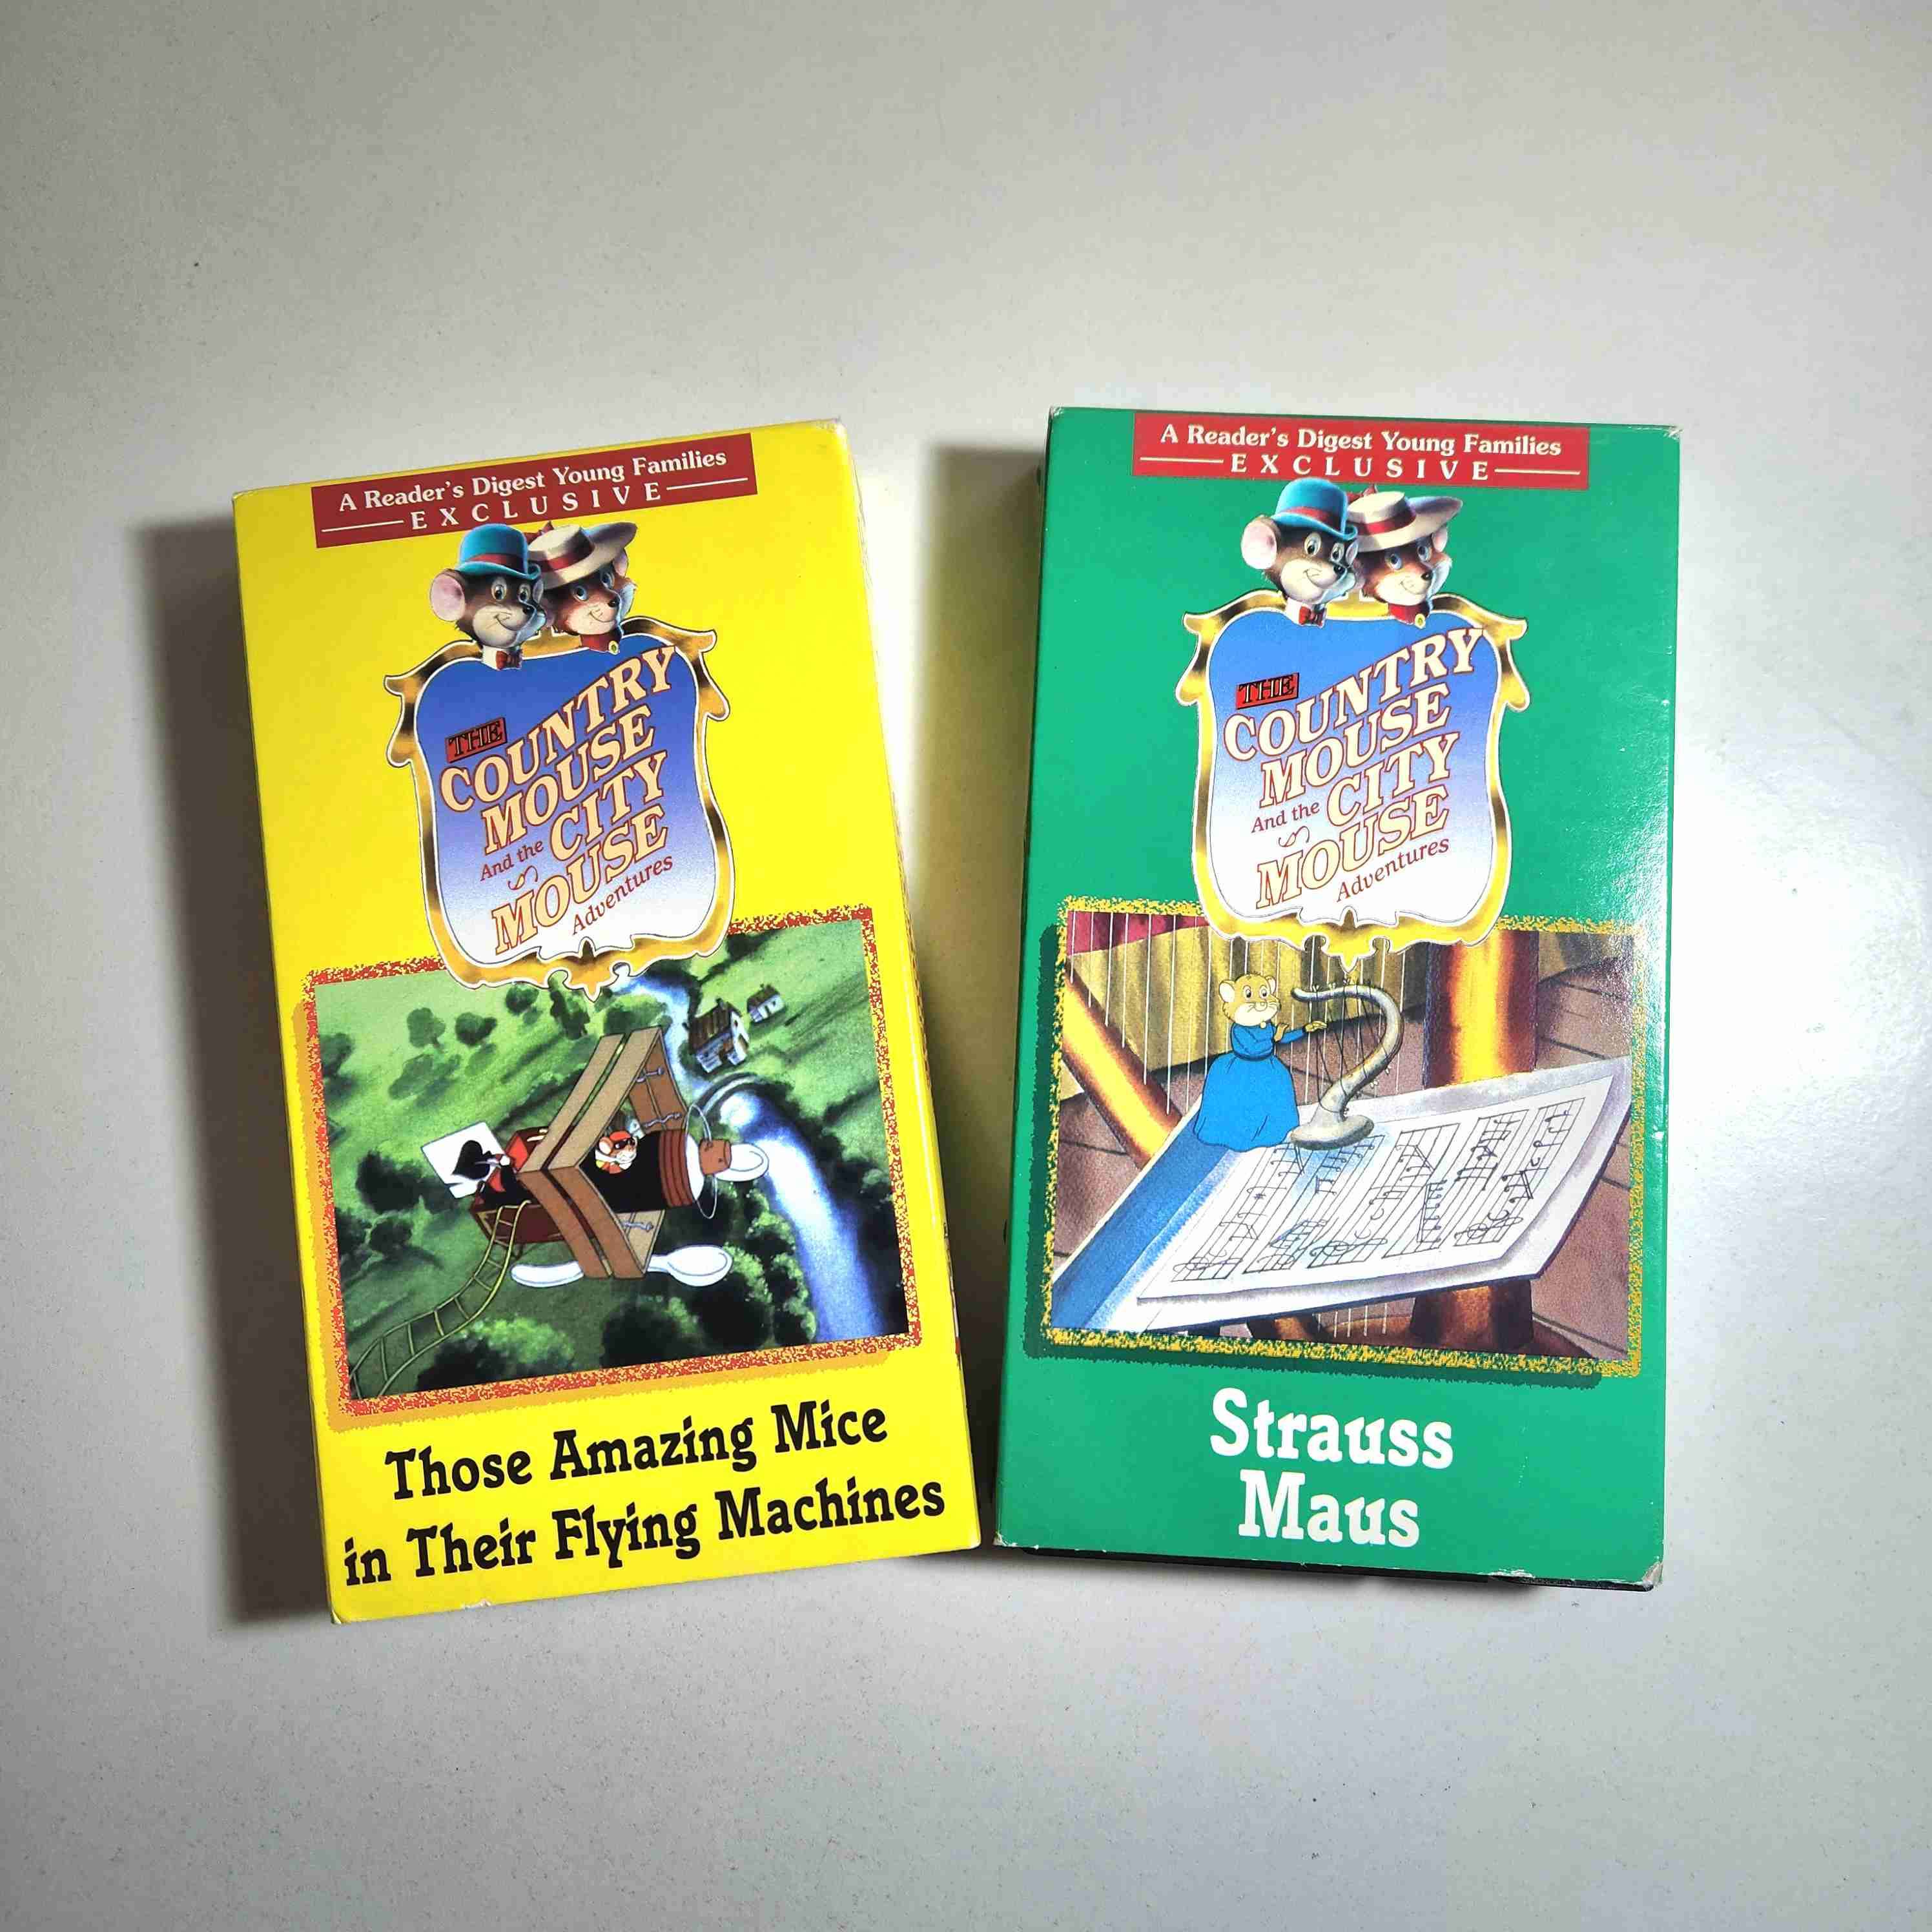 A Reader's Digest Young Families
EXCLUSIVE
THE
COUNTRY
MOUSE
And the CITY
MOUSE
Adventures
Those Amazing Mice
in Their Flying Machines
A Reader's Digest Young Families
EXCLUSIVE
THE
COUNTRY
MOUSE
And the CITY
MOUSE
Adventures
Strauss
Maus